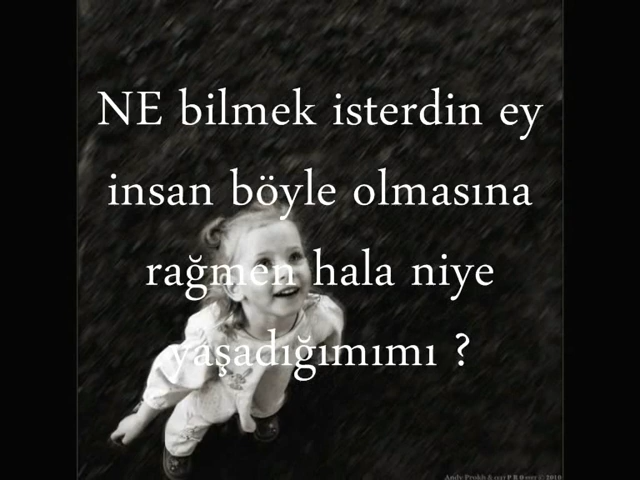 NE bilmek isterdin ey
insan böyle olmasına
rağmen hala niye
yaşadığımımı ?